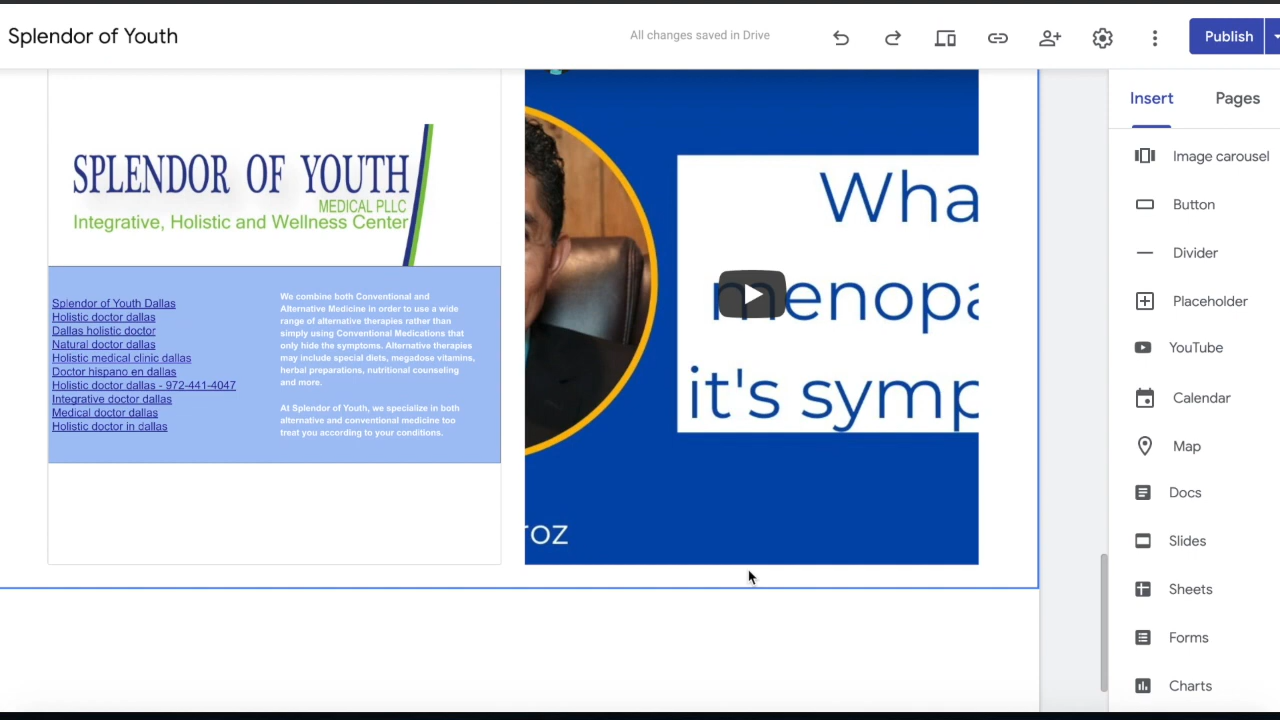 Splendor of Youth
All changes saved in Drive
Publish
Insert
Pages
SPLENDOR OF YOUTH
MEDICAL PLLC
Integrative, Holistic and Wellness Center
Splendor of Youth Dallas
Holistic doctor dallas
Dallas holistic doctor
Natural doctor dallas
Holistic medical clinic dallas
Doctor hispano en dallas
Holistic doctor dallas - 972-441-4047
Integrative doctor dallas
Medical doctor dallas
Holistic doctor in dallas
We combine both Conventional and
Alternative Medicine in order to use a wide
range of alternative therapies rather than
simply using Conventional Medications that
only hide the symptoms. Alternative therapies
may include special diets, megadose vitamins,
herbal preparations, nutritional counseling
and more.
At Splendor of Youth, we specialize in both
alternative and conventional medicine too
treat you according to your conditions.
Wha
menopa
it's symp
roz
Image carousel
Button
Divider
Placeholder
YouTube
Calendar
Map
Docs
Slides
Sheets
Forms
Charts